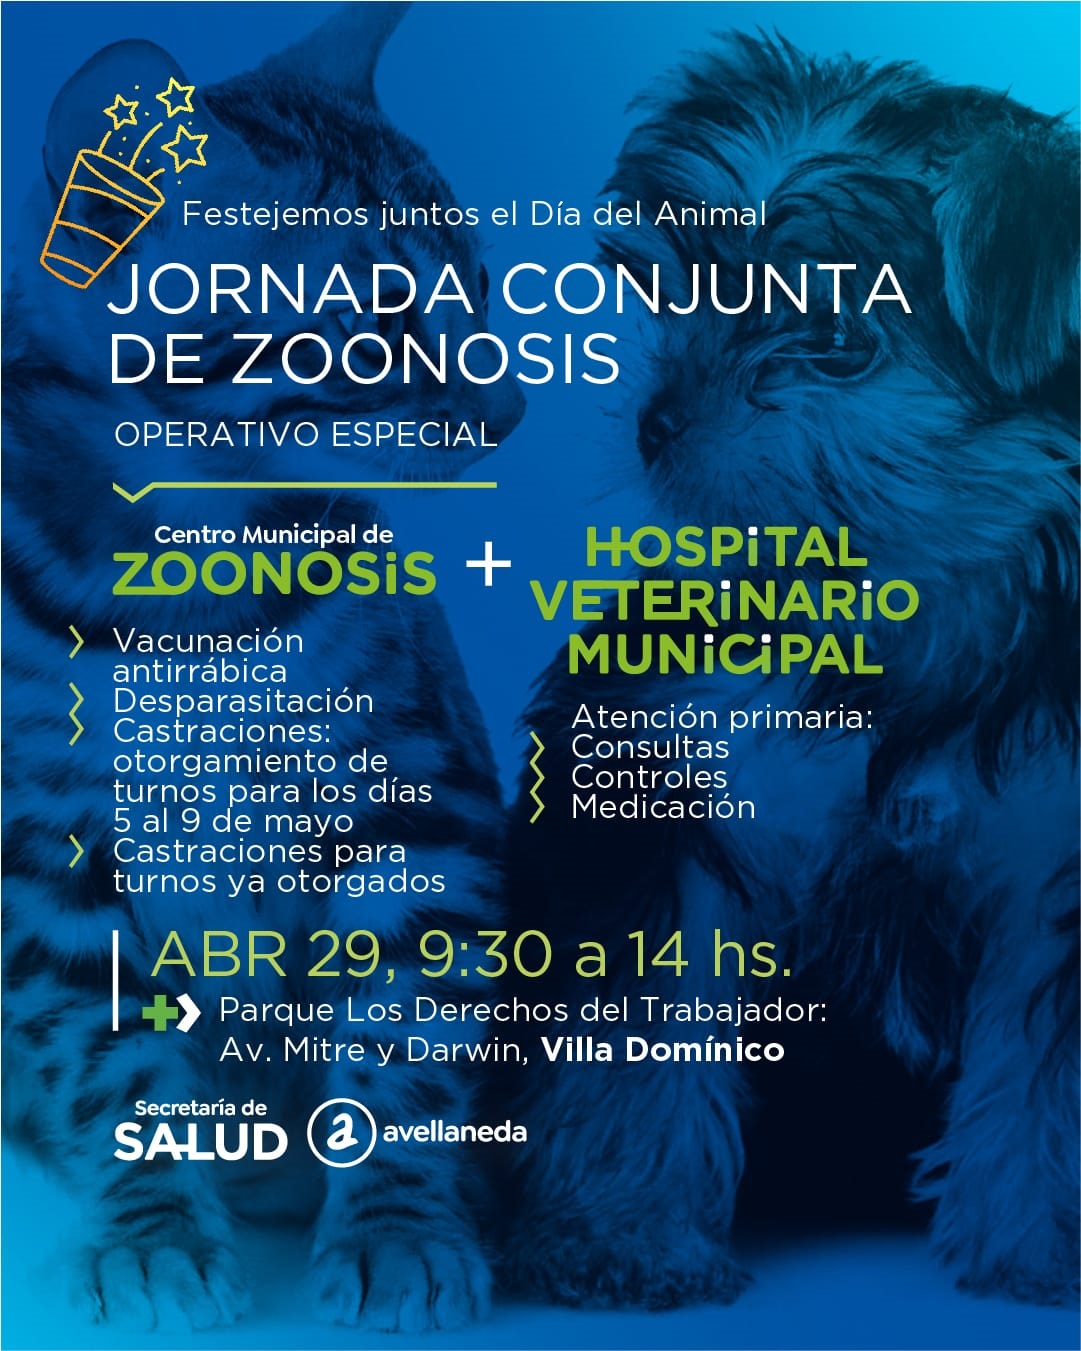 Festejemos juntos el Día del Animal
JORNADA CONJUNTA
DE ZOONOSIS
OPERATIVO ESPECIAL
Centro Municipal de
ZOONOSiS
Vacunación
antirrábica
Desparasitación
Castraciones:
otorgamiento de
turnos para los días
5 al 9 de mayo
Castraciones para
turnos ya otorgados
+
HOSPiTAL
VETERiNARiO
MUNiCiPAL
Atención primaria:
Consultas
Controles
Medicación
ABR 29, 9:30 a 14 hs.
Parque Los Derechos del Trabajador:
Av. Mitre y Darwin, Villa Domínico
Secretaría de
SALUD
a avellaneda